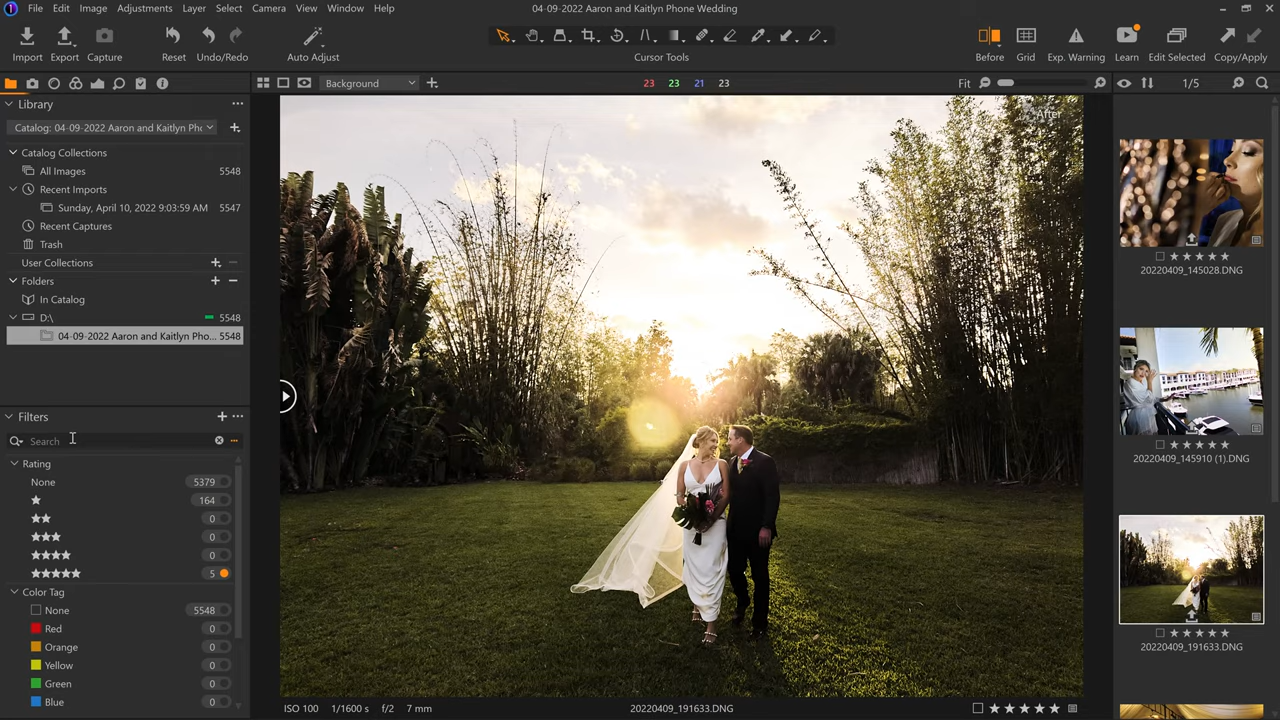 File Edit Image Adjustments Layer Select Camera View Window Help
04-09-2022 Aaron and Kaitlyn Phone Wedding
Import Export Capture Reset Undo/Redo Auto Adjust Cursor Tools Before Grid Exp. Warning Learn Edit Selected Copy/Apply
Background
23 23 21 23
Fit
1/5
Library
Catalog: 04-09-2022 Aaron and Kaitlyn Pho
Catalog Collections
All Images 5548
Recent Imports
Sunday, April 10, 2022 9:03:59 AM 5547
Recent Captures
Trash
User Collections
Folders
In Catalog
D:\ 5548
04-09-2022 Aaron and Kaitlyn Pho... 5548
Filters
Search
Rating
None 5379
164
0
0
0
5
Color Tag
None 5548
Red 0
Orange 0
Yellow 0
Green 0
Blue 0
After
ISO 100 1/1600 s f/2 7 mm
20220409_191633.DNG
20220409_145028.DNG
20220409_145910 (1).DNG
20220409_191633.DNG